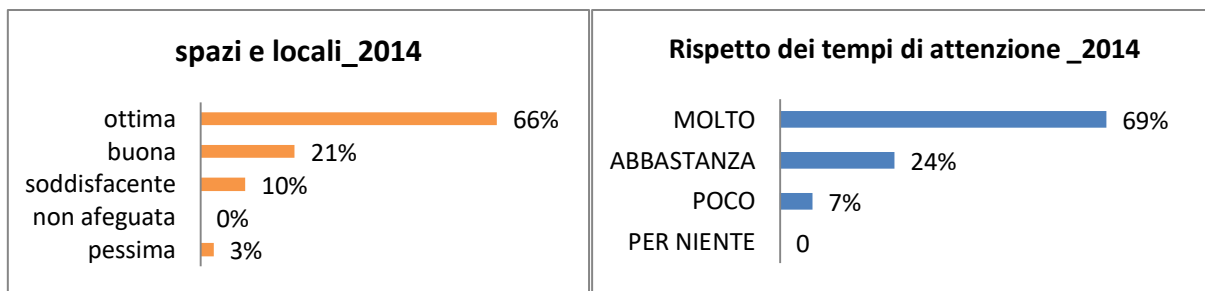 spazi e locali_2014
ottima 66%
buona 21%
soddisfacente 10%
non afeguata 0%
pessima 3%
Rispetto dei tempi di attenzione _2014
MOLTO 69%
ABBASTANZA 24%
POCO 7%
PER NIENTE 0